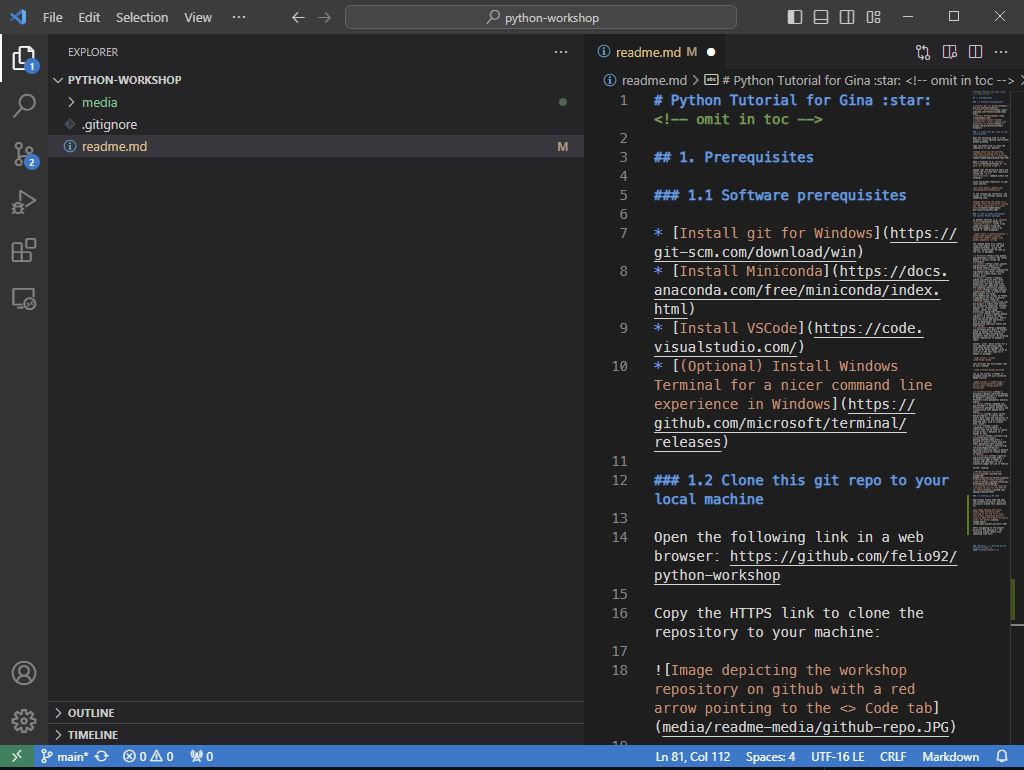 File Edit Selection View ··· python-workshop
EXPLORER ···
readme.md M
PYTHON-WORKSHOP
media
.gitignore
readme.md M
1
2
readme.md > # Python Tutorial for Gina :star: <!-- omit in toc -->
1 # Python Tutorial for Gina :star:
<!-- omit in toc -->
2
3 ## 1. Prerequisites
4
5 ### 1.1 Software prerequisites
6
7 * [Install git for Windows](https://
git-scm.com/download/win)
8 * [Install Miniconda](https://docs.
anaconda.com/free/miniconda/index.
html)
9 * [Install VSCode](https://code.
visualstudio.com/)
10 * [(Optional) Install Windows
Terminal for a nicer command line
experience in Windows](https://
github.com/microsoft/terminal/
releases)
11
12 ### 1.2 Clone this git repo to your
local machine
13
14 Open the following link in a web
browser: https://github.com/felio92/
python-workshop
15
16 Copy the HTTPS link to clone the
repository to your machine:
17
18 ![Image depicting the workshop
repository on github with a red
arrow pointing to the <> Code tab]
(media/readme-media/github-repo.JPG)
19
OUTLINE
TIMELINE
main* 0 0 0 Ln 81, Col 112 Spaces: 4 UTF-16 LE CRLF Markdown